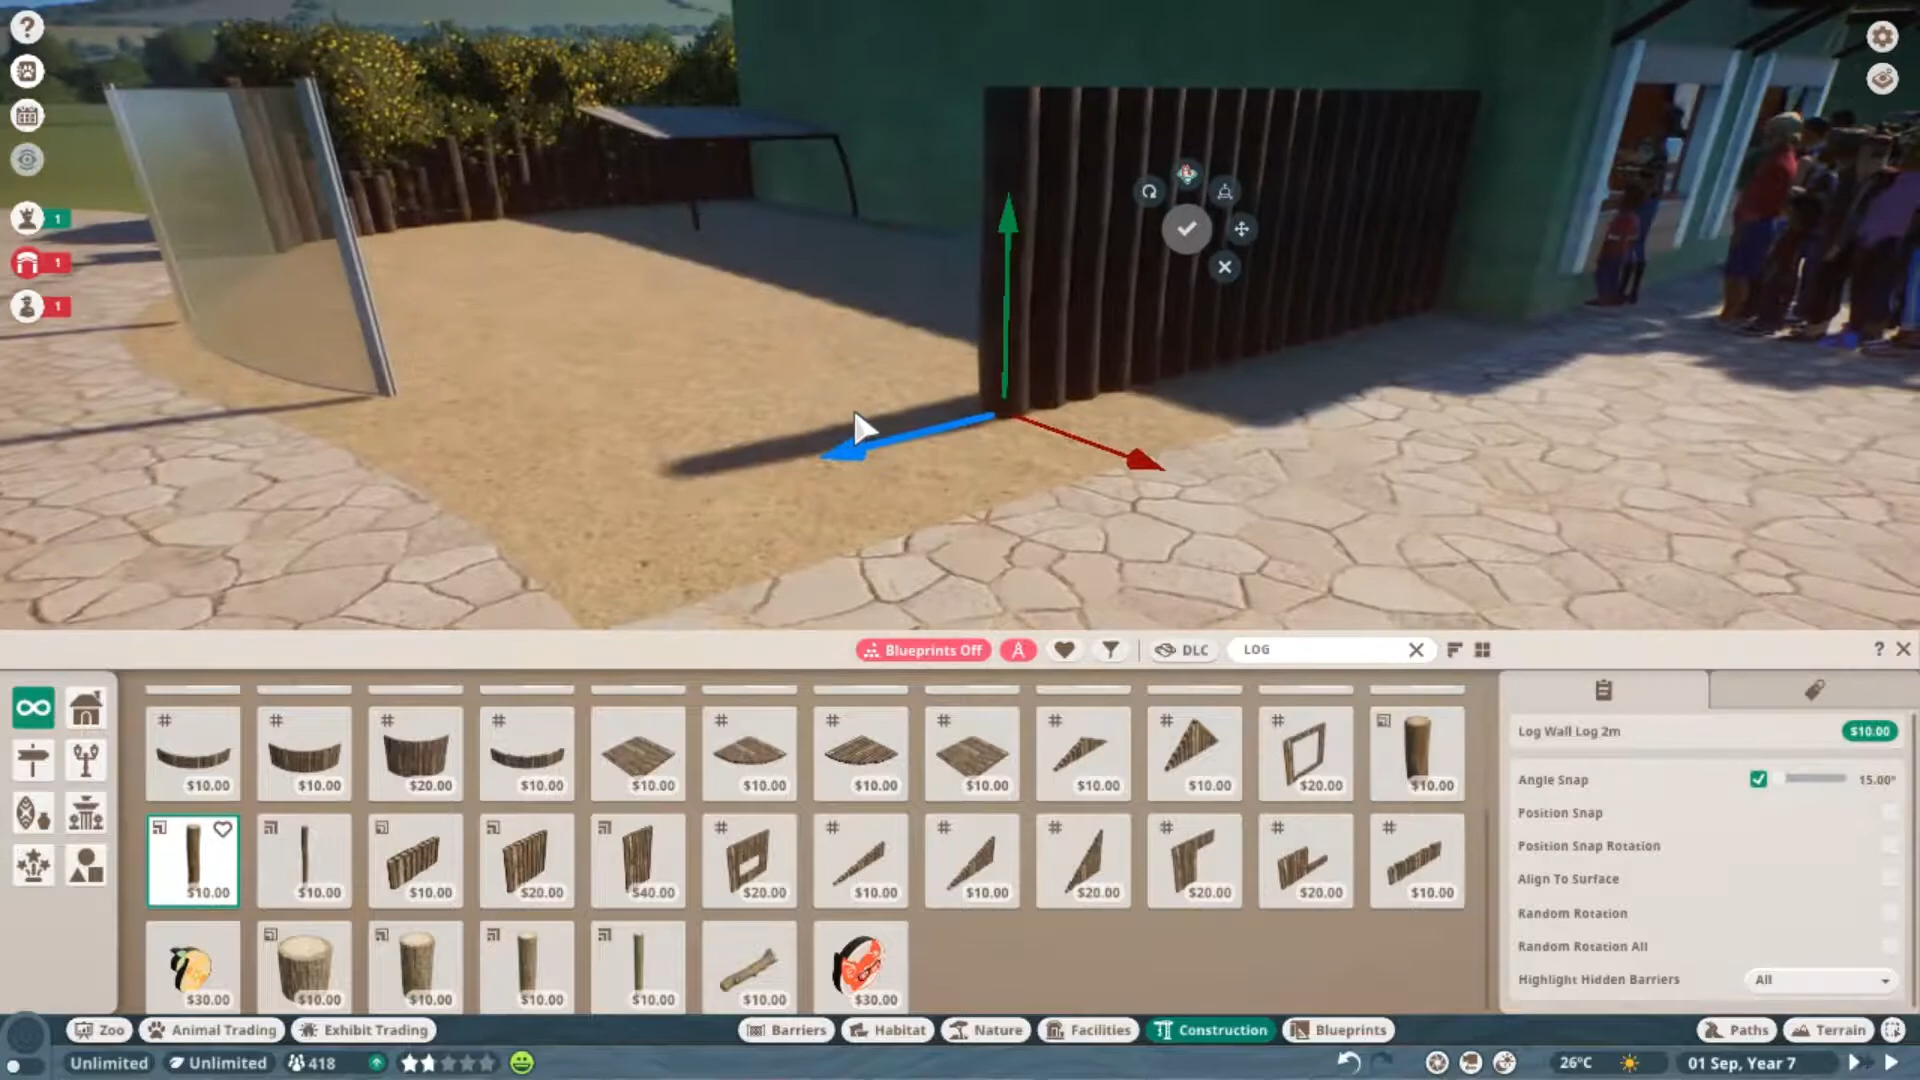 ?
1
1
1
Blueprints Off
DLC
LOG
?
Log Wall Log 2m
$10.00
$10.00 $10.00 $20.00 $10.00 $10.00 $10.00 $10.00 $10.00 $10.00 $10.00 $20.00 $10.00
Angle Snap
15.00°
Position Snap
Position Snap Rotation
$10.00 $10.00 $10.00 $20.00 $40.00 $20.00 $10.00 $10.00 $20.00 $20.00 $20.00 $10.00
Align To Surface
Random Rotation
Random Rotation All
Highlight Hidden Barriers
All
$30.00 $10.00 $10.00 $10.00 $10.00 $10.00 $30.00
Zoo
Animal Trading
Exhibit Trading
Barriers
Habitat
Nature
Facilities
Construction
Blueprints
Paths
Terrain
Unlimited
Unlimited
418
26°C
01 Sep, Year 7